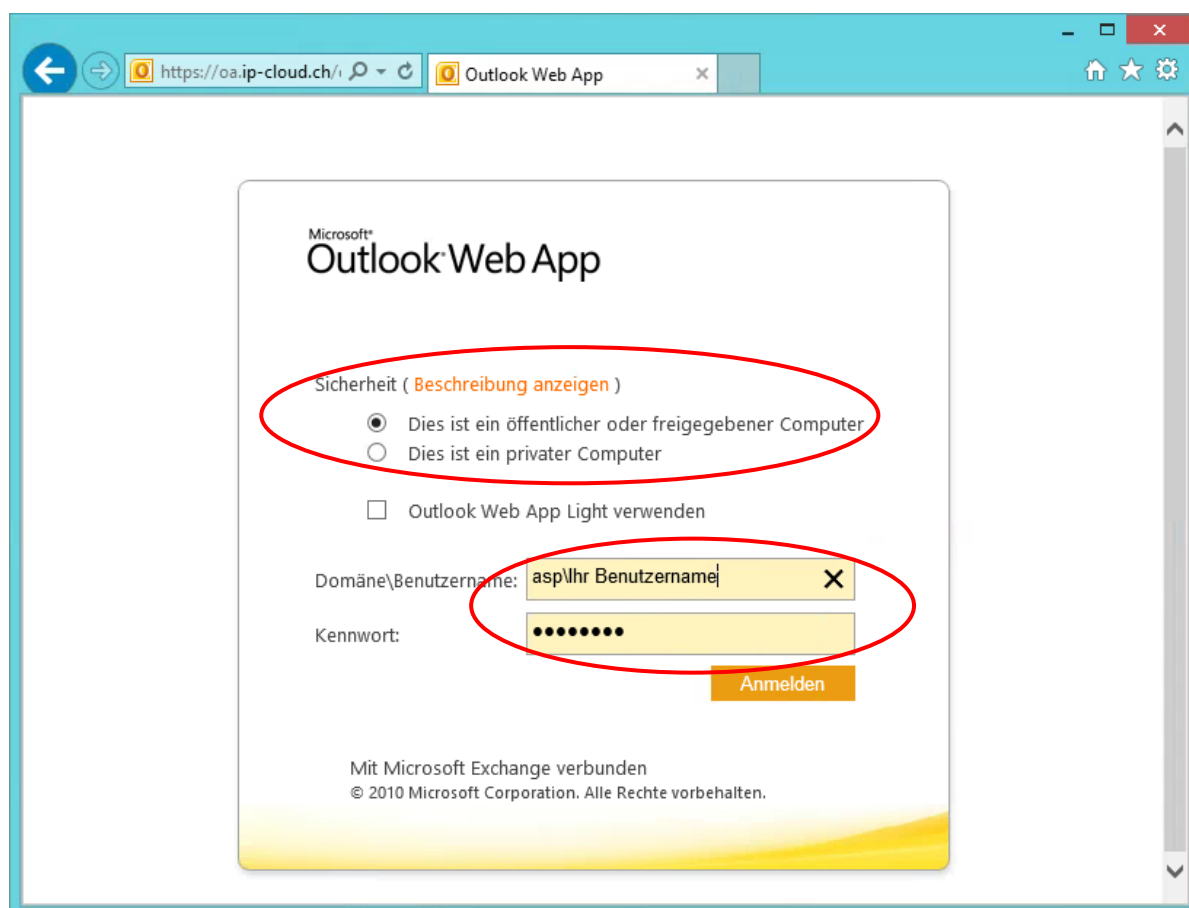 https://oa.ip-cloud.ch/
Outlook Web App
Microsoft®
Outlook Web App
Sicherheit ( Beschreibung anzeigen )
Dies ist ein öffentlicher oder freigegebener Computer
Dies ist ein privater Computer
Outlook Web App Light verwenden
Domäne\Benutzername: asp\Ihr Benutzername
Kennwort: ••••••••
Anmelden
Mit Microsoft Exchange verbunden
© 2010 Microsoft Corporation. Alle Rechte vorbehalten.